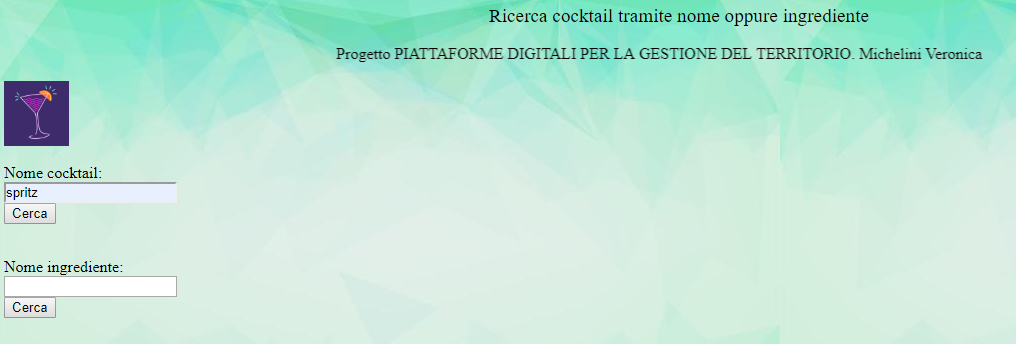 Ricerca cocktail tramite nome oppure ingrediente
Progetto PIATTAFORME DIGITALI PER LA GESTIONE DEL TERRITORIO. Michelini Veronica
Nome cocktail:
spritz
Cerca
Nome ingrediente:
Cerca